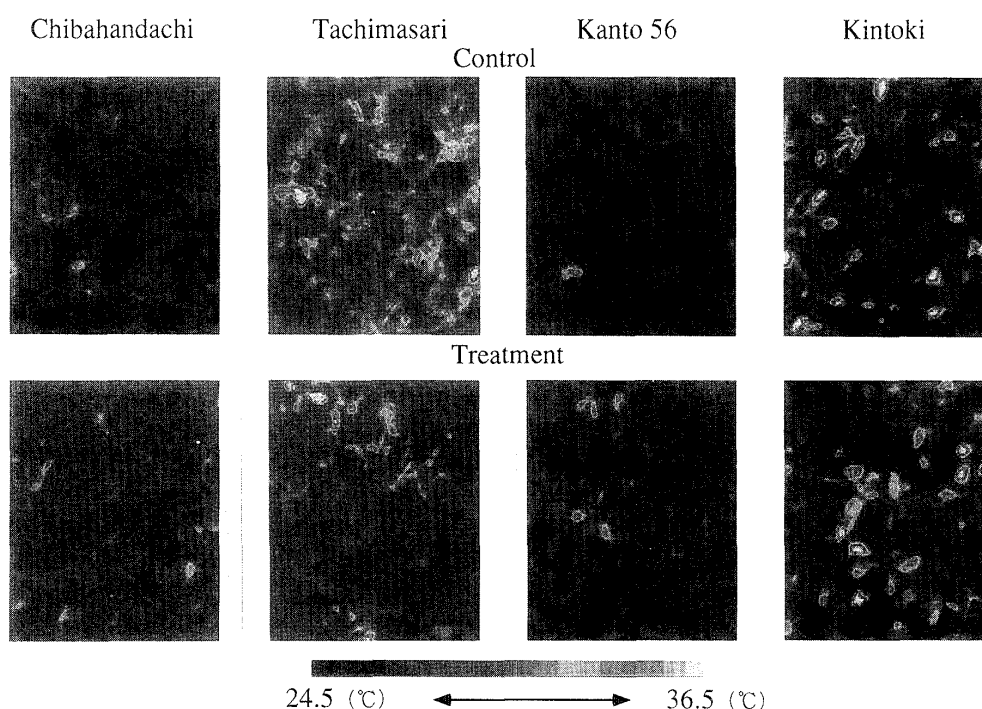 Chibahandachi Tachimasari Kanto 56 Kintoki
Control
Treatment
24.5 (℃) 36.5 (℃)